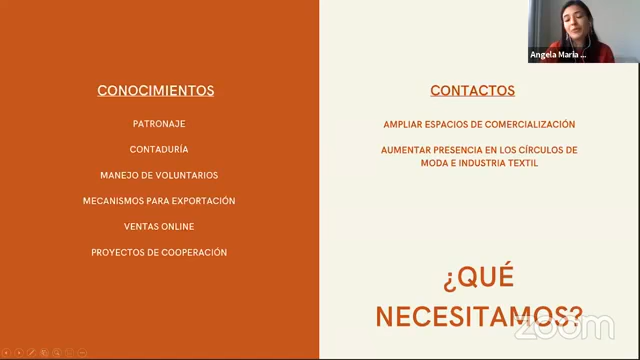 Angela Maria ...
CONOCIMIENTOS
PATRONAJE
CONTADURÍA
MANEJO DE VOLUNTARIOS
MECANISMOS PARA EXPORTACIÓN
VENTAS ONLINE
PROYECTOS DE COOPERACIÓN
CONTACTOS
AMPLIAR ESPACIOS DE COMERCIALIZACIÓN
AUMENTAR PRESENCIA EN LOS CÍRCULOS DE
MODA E INDUSTRIA TEXTIL
¿QUÉ
NECESITAMOS?
zoom